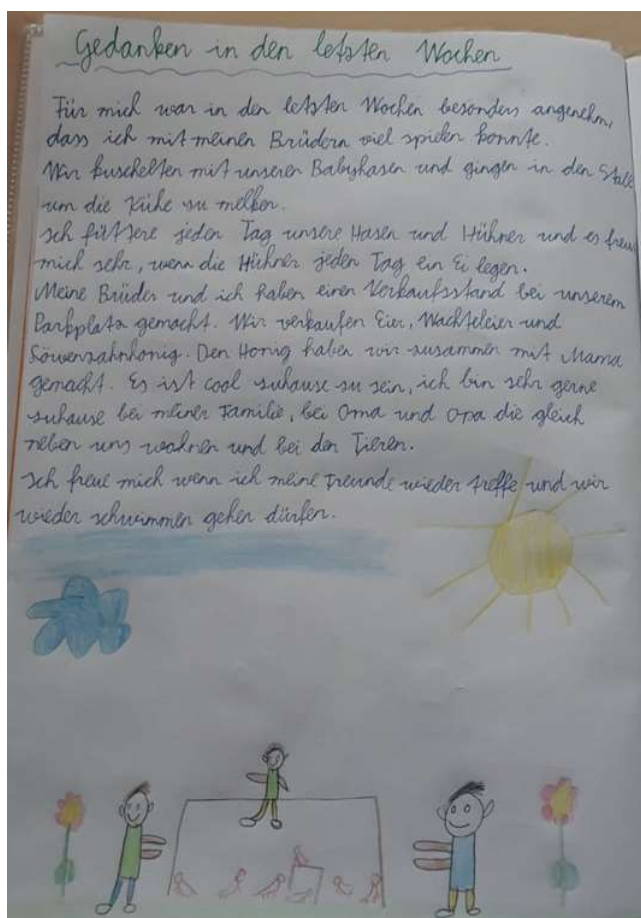 Gedanken in den letzten Wochen
Für mich war in den letzten Wochen besonders angenehm,
dass ich mit meinen Brüdern viel spielen konnte.
Wir kuschelten mit unseren Babyhasen und gingen in den Stall
um die Kühe zu melken.
Ich füttere jeden Tag unsere Hasen und Hühner und es freut
mich sehr, wenn die Hühner jeden Tag ein Ei legen.
Meine Brüder und ich haben einen Verkaufsstand bei unserem
Parkplatz gemacht. Wir verkaufen Eier, Wachteleier und
Löwenzahnhonig. Den Honig haben wir zusammen mit Mama
gemacht. Es ist cool zuhause zu sein, ich bin sehr gerne
zuhause bei meiner Familie, bei Oma und Opa die gleich
neben uns wohnen und bei den Tieren.
Ich freue mich wenn ich meine Freunde wieder treffe und wir
wieder schwimmen gehen dürfen.